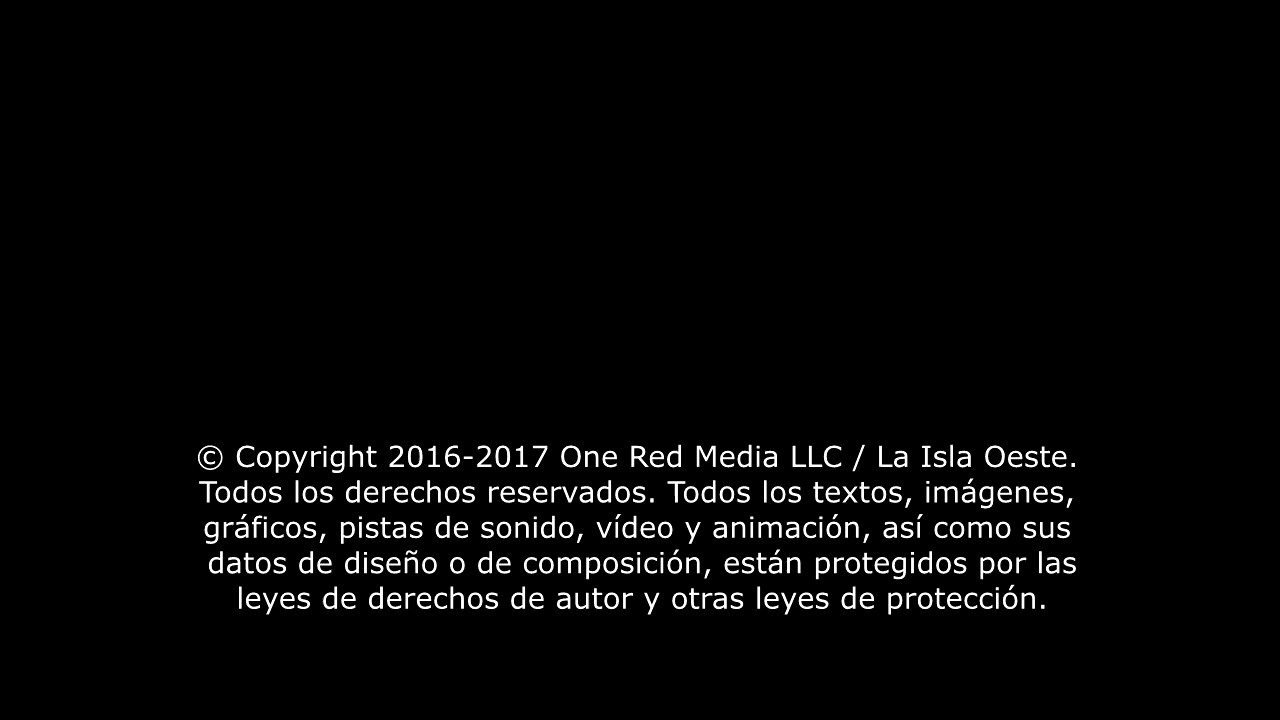 © Copyright 2016-2017 One Red Media LLC / La Isla Oeste.
Todos los derechos reservados. Todos los textos, imágenes,
gráficos, pistas de sonido, vídeo y animación, así como sus
datos de diseño o de composición, están protegidos por las
leyes de derechos de autor y otras leyes de protección.